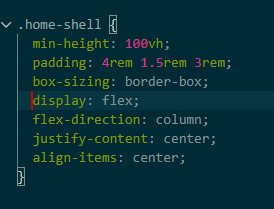 .home-shell {
min-height: 100vh;
padding: 4rem 1.5rem 3rem;
box-sizing: border-box;
display: flex;
flex-direction: column;
justify-content: center;
align-items: center;
}